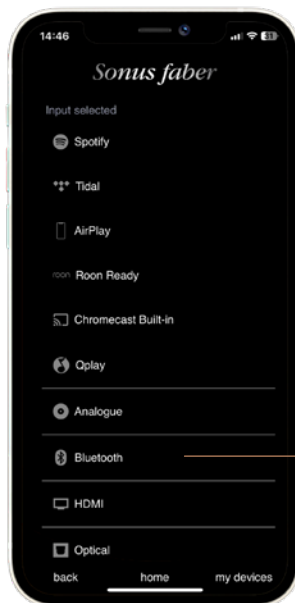 14:46
Sonus faber
Input selected
Spotify
Tidal
AirPlay
roon Roon Ready
Chromecast Built-in
Qplay
Analogue
Bluetooth
HDMI
Optical
back home my devices